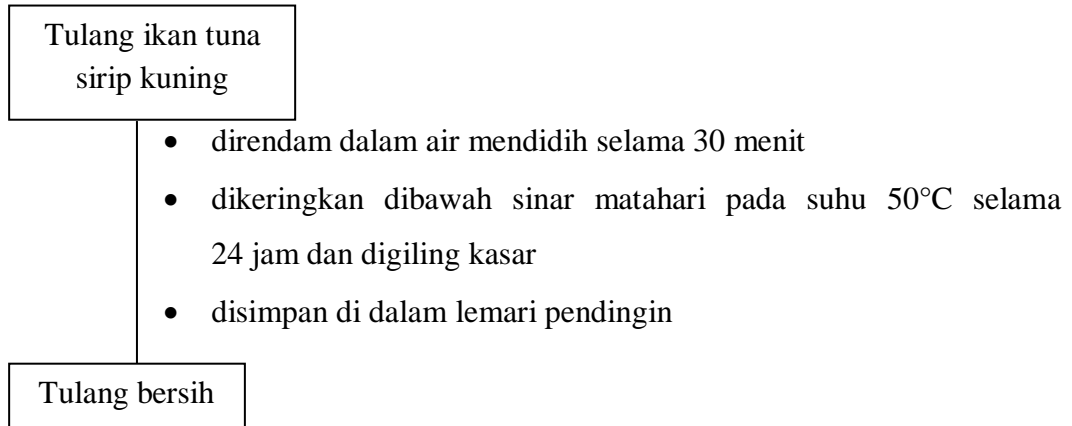 Tulang ikan tuna
sirip kuning
• direndam dalam air mendidih selama 30 menit
• dikeringkan dibawah sinar matahari pada suhu 50°C selama
24 jam dan digiling kasar
• disimpan di dalam lemari pendingin
Tulang bersih